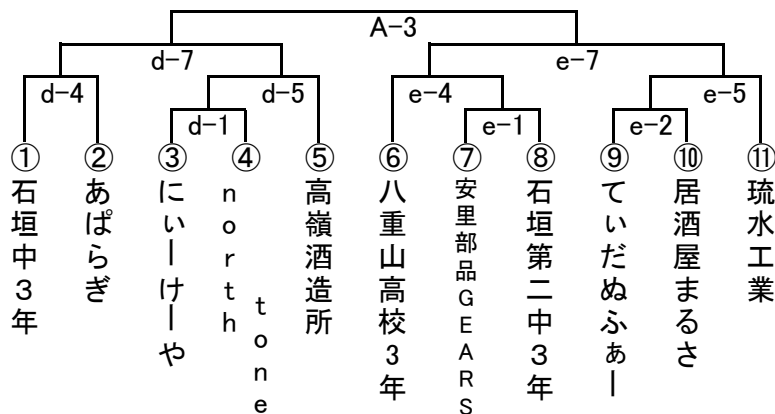 A-3
d-7
e-7
d-4
d-5
e-4
e-5
d-1
e-1
e-2
①
②
③
④
⑤
⑥
⑦
⑧
⑨
⑩
⑪
石垣中3年
あぱらぎ
にぃーけーや
north
tone
高嶺酒造所
八重山高校3年
安里部品GEARS
石垣第二中3年
てぃだぬふぁー
居酒屋まるさ
琉水工業